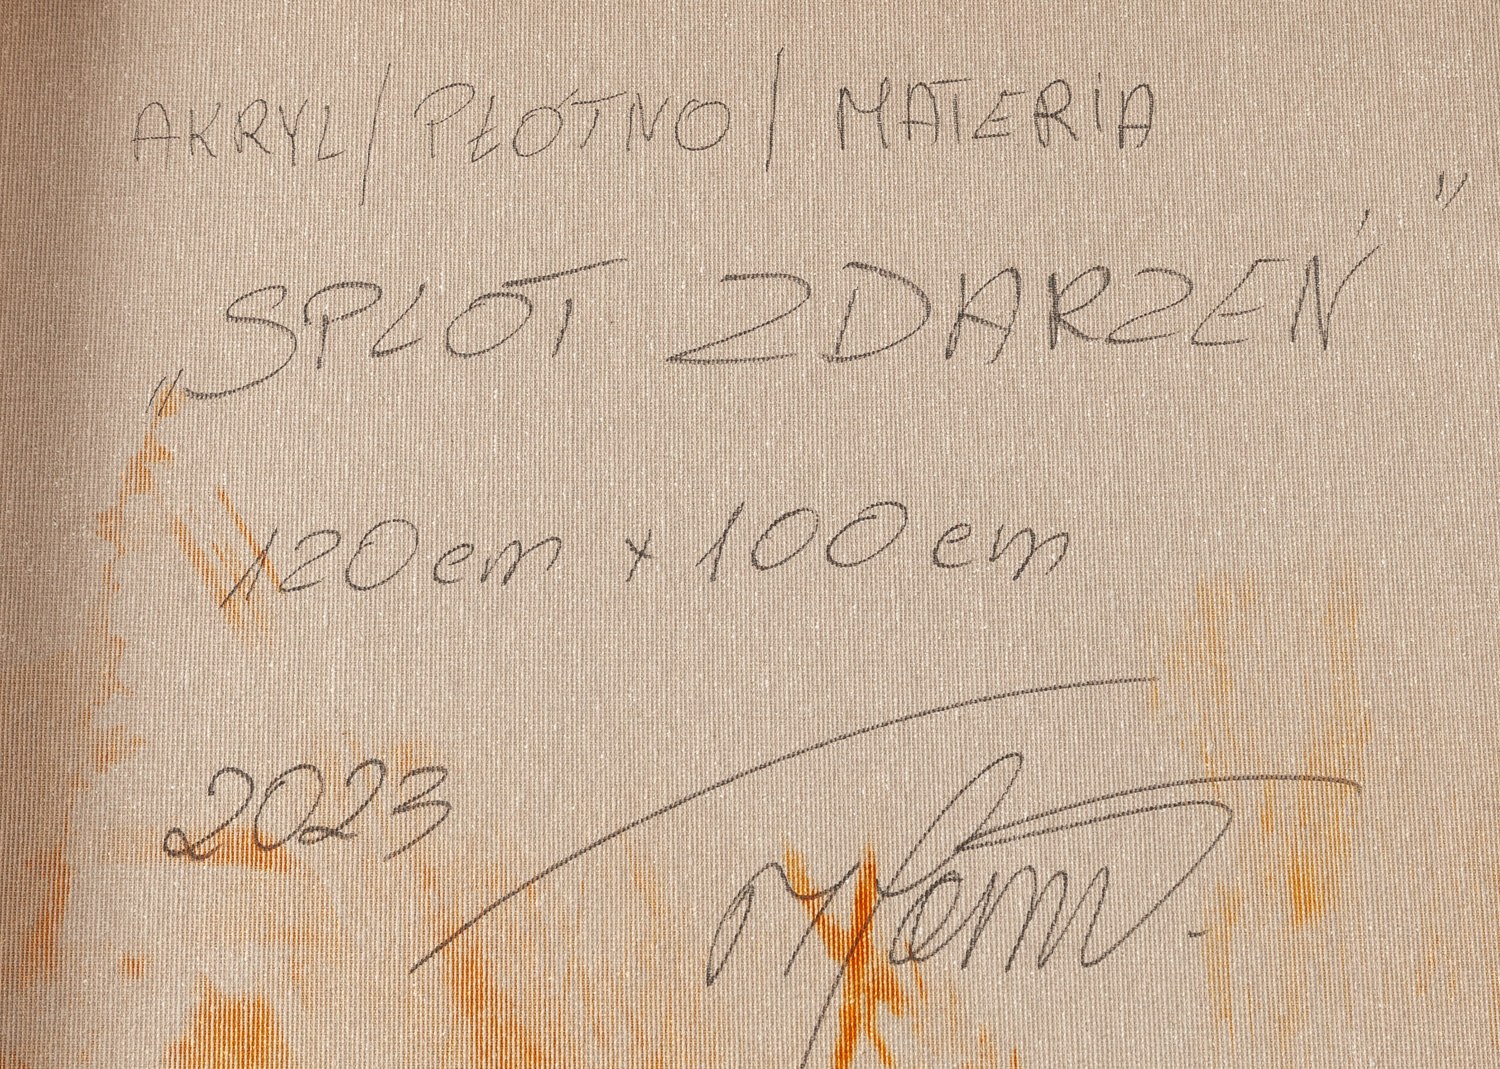 AKRYL/PŁÓTNO/MATERIA
„SPLOT ZDARZEŃ”
120cm x 100cm
2023